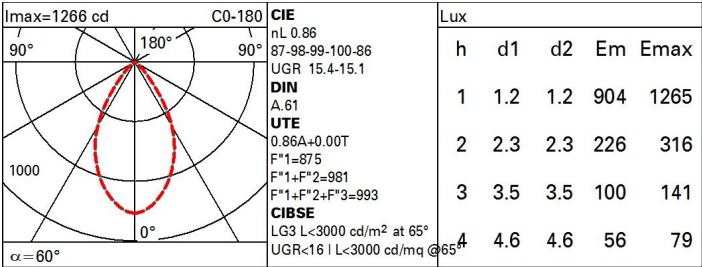 Imax=1266 cd C0-180
90° 180° 90°
1000
0°
α=60°
CIE
nL 0.86
87-98-99-100-86
UGR 15.4-15.1
DIN
A.61
UTE
0.86A+0.00T
F"1=875
F"1+F"2=981
F"1+F"2+F"3=993
CIBSE
LG3 L<3000 cd/m² at 65°
UGR<16 | L<3000 cd/mq @65°
Lux
h d1 d2 Em Emax
1 1.2 1.2 904 1265
2 2.3 2.3 226 316
3 3.5 3.5 100 141
4 4.6 4.6 56 79